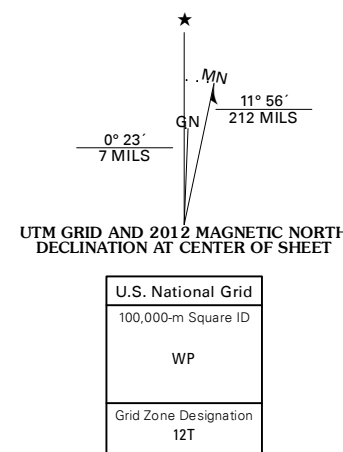 ★
MN
11° 56´
212 MILS
GN
0° 23´
7 MILS
UTM GRID AND 2012 MAGNETIC NORTH
DECLINATION AT CENTER OF SHEET
U.S. National Grid
100,000-m Square ID
WP
Grid Zone Designation
12T